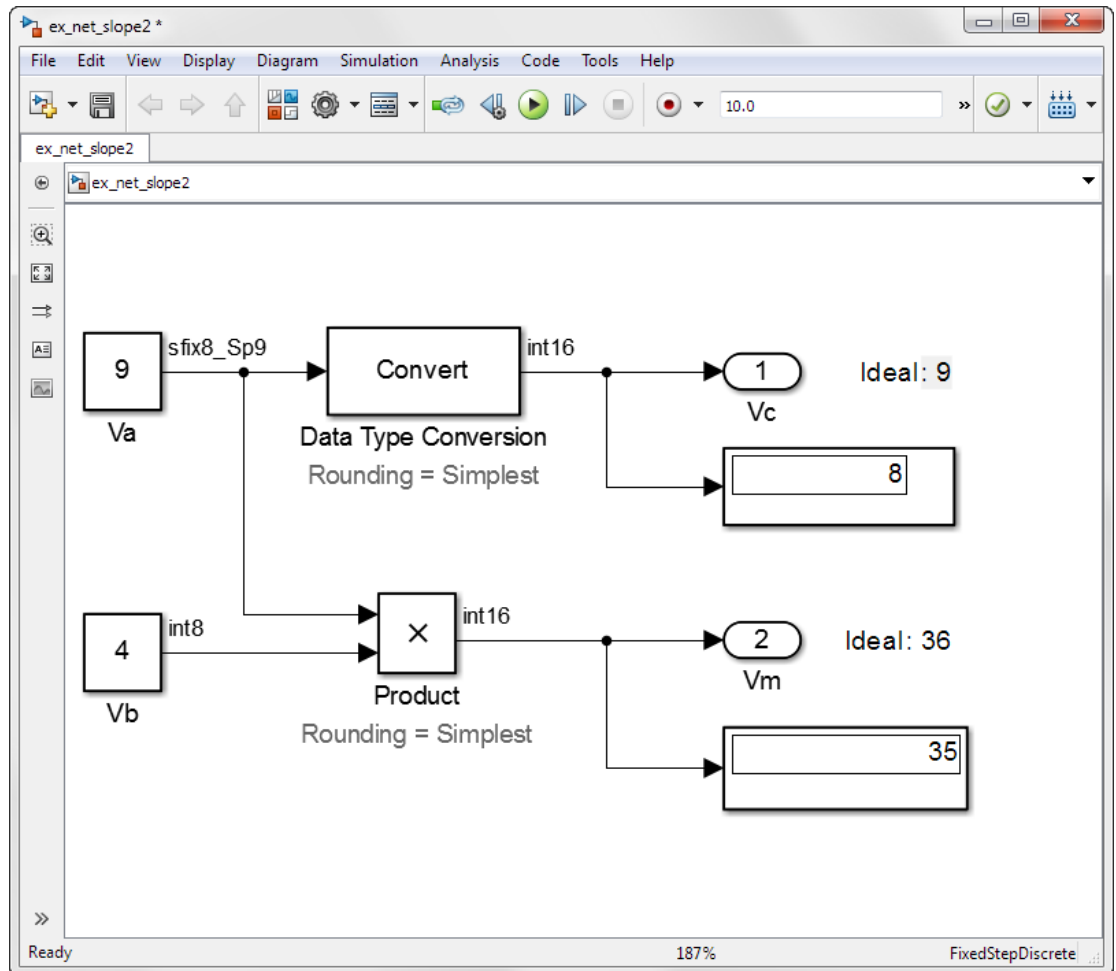 ex_net_slope2 *
File Edit View Display Diagram Simulation Analysis Code Tools Help
10.0
»
ex_net_slope2
ex_net_slope2
9
sfix8_Sp9
Convert
int16
1
Ideal: 9
Va
Data Type Conversion
Vc
Rounding = Simplest
8
4
int8
×
int16
2
Ideal: 36
Vb
Product
Vm
Rounding = Simplest
35
»
Ready 187% FixedStepDiscrete